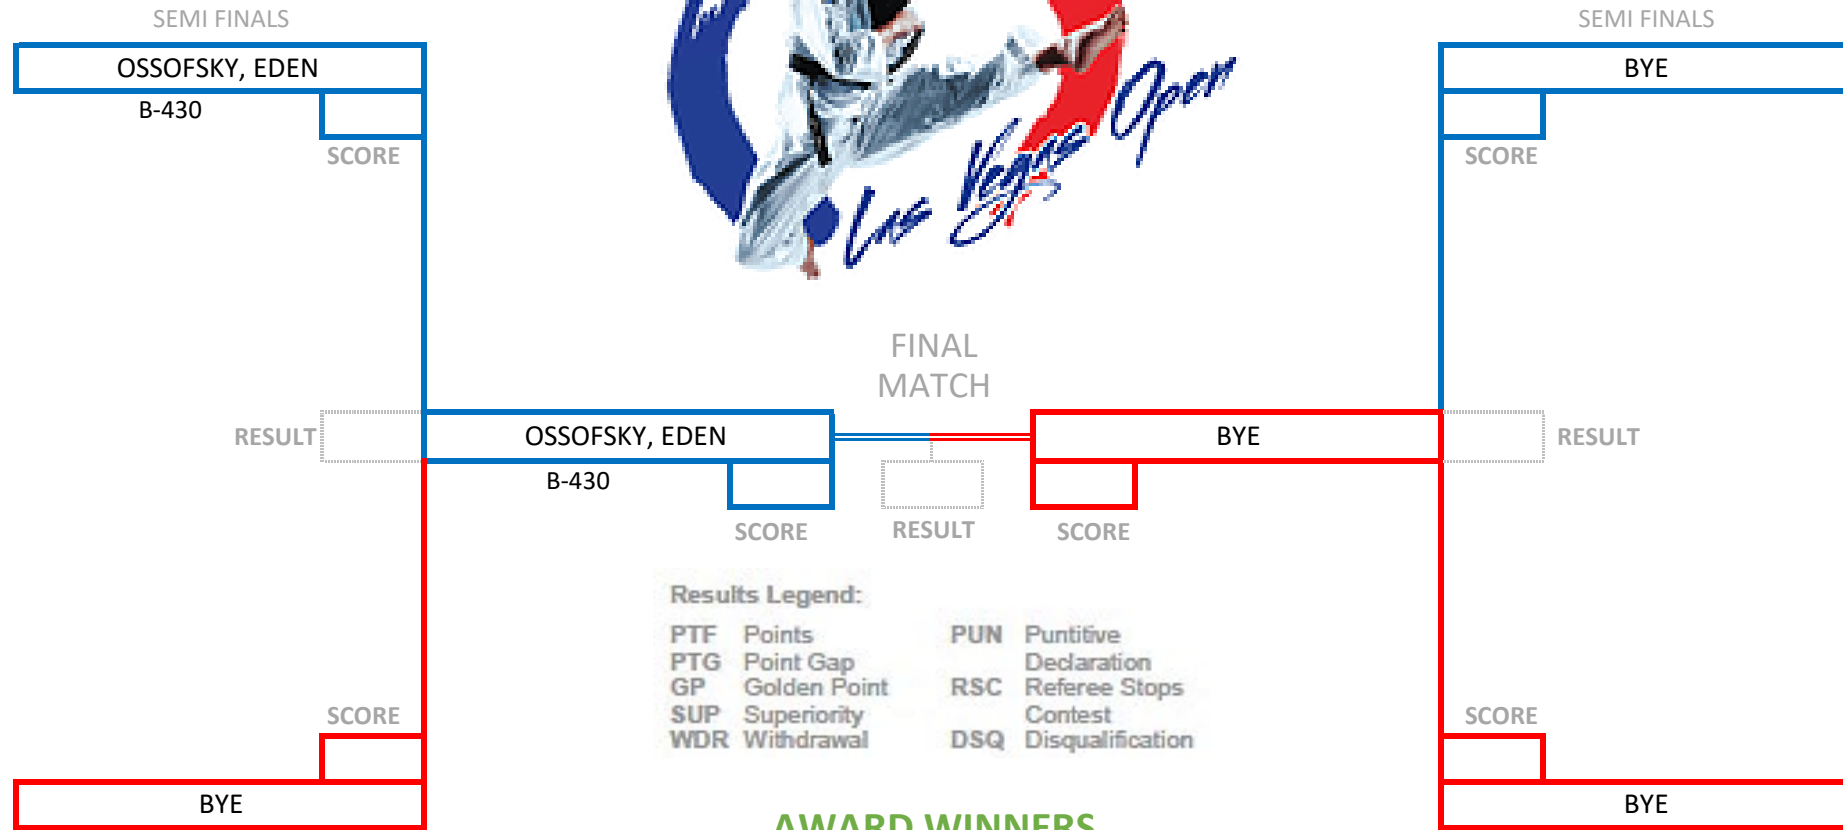 SEMI FINALS
SEMI FINALS
OSSOFSKY, EDEN
BYE
B-430
SCORE
SCORE
Las Vegas Open
FINAL
MATCH
RESULT
OSSOFSKY, EDEN
BYE
RESULT
B-430
SCORE
RESULT
SCORE
Results Legend:
PTF Points
PTG Point Gap
GP Golden Point
SUP Superiority
WDR Withdrawal
PUN Puntitive
Declaration
RSC Referee Stops
Contest
DSQ Disqualification
SCORE
SCORE
BYE
BYE
AWARD WINNERS